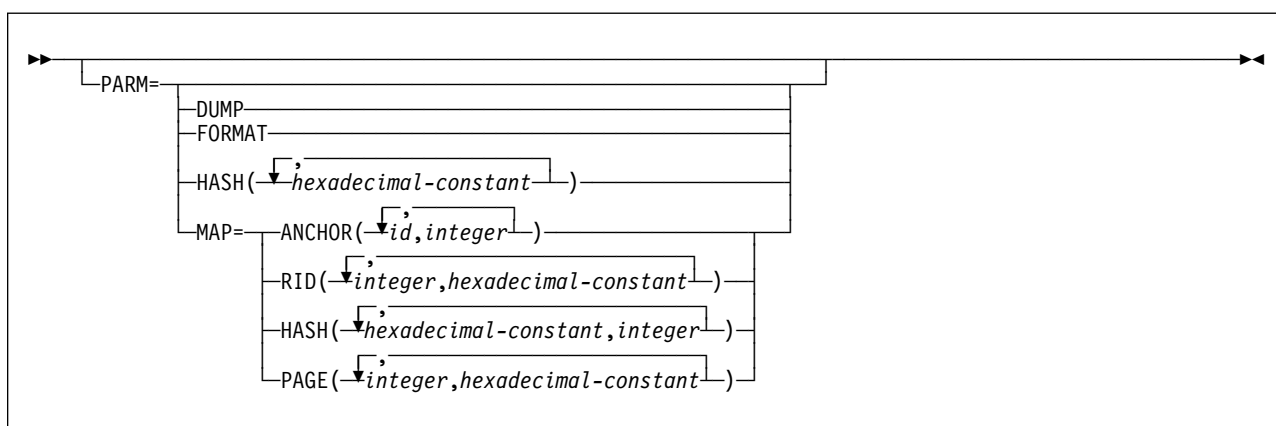 PARM=
DUMP
FORMAT
,
HASH( hexadecimal-constant )
,
MAP= ANCHOR( id,integer )
,
RID( integer,hexadecimal-constant )
,
HASH( hexadecimal-constant,integer )
,
PAGE( integer,hexadecimal-constant )